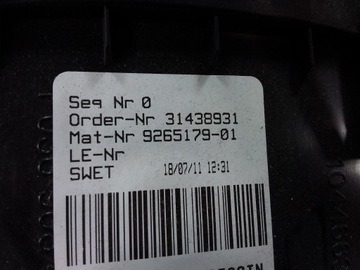 Seq Nr 0
Order-Nr 31438931
Mat-Nr 9265179-01
LE-Nr
SWET 18/07/11 12:31